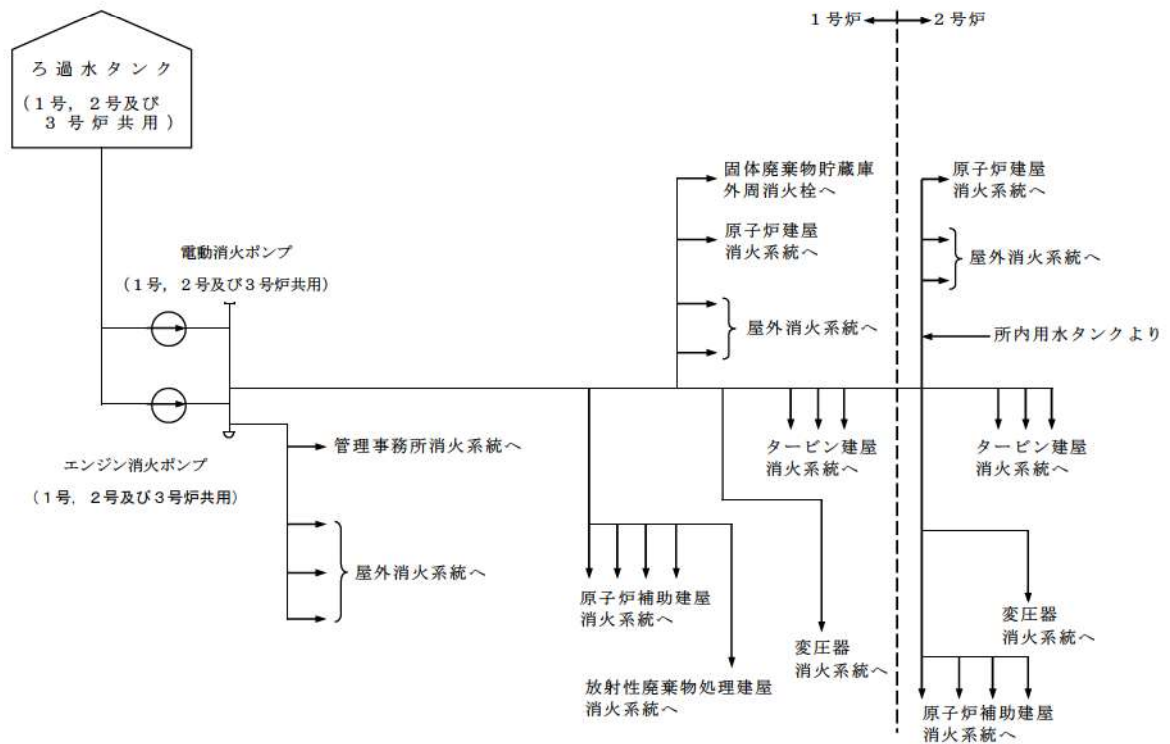 1号炉 2号炉
ろ過水タンク
(1号,2号及び
3号炉共用)
固体廃棄物貯蔵庫
外周消火栓へ
原子炉建屋
消火系統へ
原子炉建屋
消火系統へ
屋外消火系統へ
電動消火ポンプ
(1号,2号及び3号炉共用)
屋外消火系統へ
所内用水タンクより
管理事務所消火系統へ
タービン建屋
消火系統へ
タービン建屋
消火系統へ
エンジン消火ポンプ
(1号,2号及び3号炉共用)
屋外消火系統へ
原子炉補助建屋
消火系統へ
変圧器
消火系統へ
変圧器
消火系統へ
放射性廃棄物処理建屋
消火系統へ
原子炉補助建屋
消火系統へ